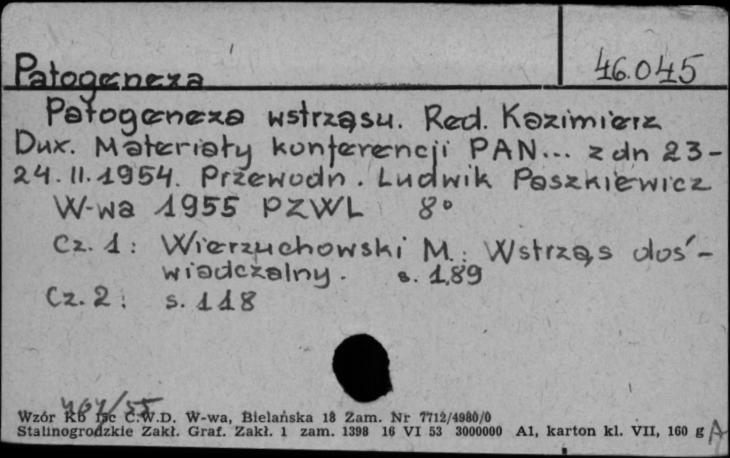 46.045
Patogeneza
Patogeneza wstrząsu. Red. Kazimierz
Dux. Materiały konferencji PAN... z dn 23-
24.II.1954. Przewodn. Ludwik Paszkiewicz
W-wa 1955 PZWL 8°
Cz. 1: Wierzuchowski M.: Wstrząs doś-
wiadczalny. s. 189
Cz. 2: s. 118
Wzór Kb C.W.D. W-wa, Bielańska 18 Zam. Nr 7712/4980/0
Stalinogrodzkie Zakł. Graf. Zakł. 1 zam. 1398 16 VI 53 3000000 A1, karton kl. VII, 160 g A